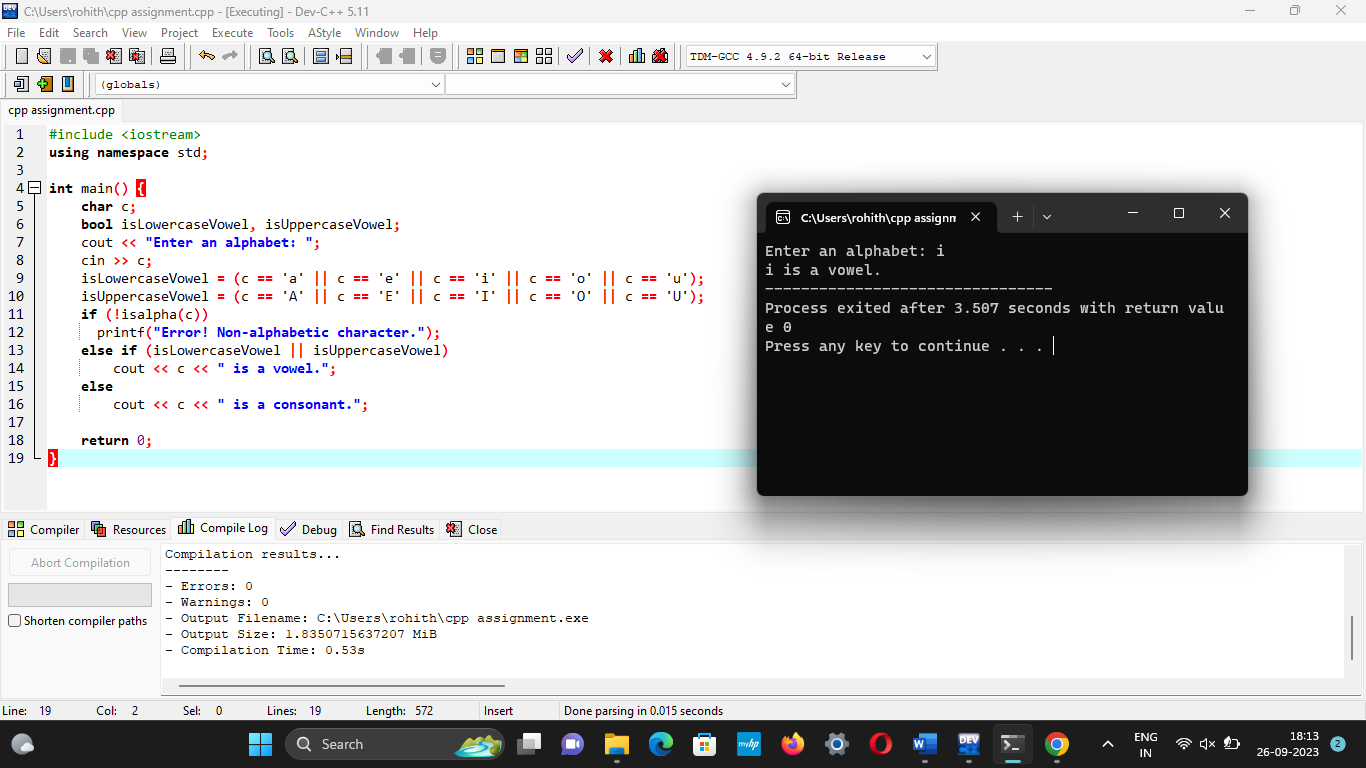 C:\Users\rohith\cpp assignment.cpp - [Executing] - Dev-C++ 5.11
File Edit Search View Project Execute Tools AStyle Window Help
TDM-GCC 4.9.2 64-bit Release
(globals)
cpp assignment.cpp
1 #include <iostream>
2 using namespace std;
3
4 int main() {
5 char c;
6 bool isLowercaseVowel, isUppercaseVowel;
7 cout << "Enter an alphabet: ";
8 cin >> c;
9 isLowercaseVowel = (c == 'a' || c == 'e' || c == 'i' || c == 'o' || c == 'u');
10 isUppercaseVowel = (c == 'A' || c == 'E' || c == 'I' || c == 'O' || c == 'U');
11 if (!isalpha(c))
12 printf("Error! Non-alphabetic character.");
13 else if (isLowercaseVowel || isUppercaseVowel)
14 cout << c << " is a vowel.";
15 else
16 cout << c << " is a consonant.";
17
18 return 0;
19 }
C:\Users\rohith\cpp assignm
Enter an alphabet: i
i is a vowel.
--------------------------------
Process exited after 3.507 seconds with return valu
e 0
Press any key to continue . . .
Compiler Resources Compile Log Debug Find Results Close
Abort Compilation
Shorten compiler paths
Compilation results...
--------
- Errors: 0
- Warnings: 0
- Output Filename: C:\Users\rohith\cpp assignment.exe
- Output Size: 1.8350715637207 MiB
- Compilation Time: 0.53s
Line: 19 Col: 2 Sel: 0 Lines: 19 Length: 572 Insert Done parsing in 0.015 seconds
Search
ENG
IN
18:13
26-09-2023
2